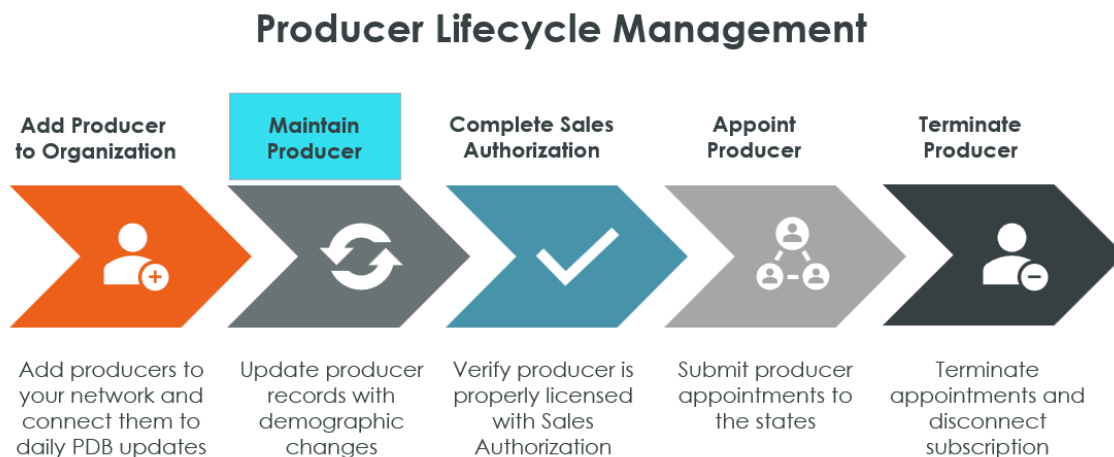 Producer Lifecycle Management
Add Producer
to Organization
Maintain
Producer
Complete Sales
Authorization
Appoint
Producer
Terminate
Producer
Add producers to
your network and
connect them to
daily PDB updates
Update producer
records with
demographic
changes
Verify producer is
properly licensed
with Sales
Authorization
Submit producer
appointments to
the states
Terminate
appointments and
disconnect
subscription